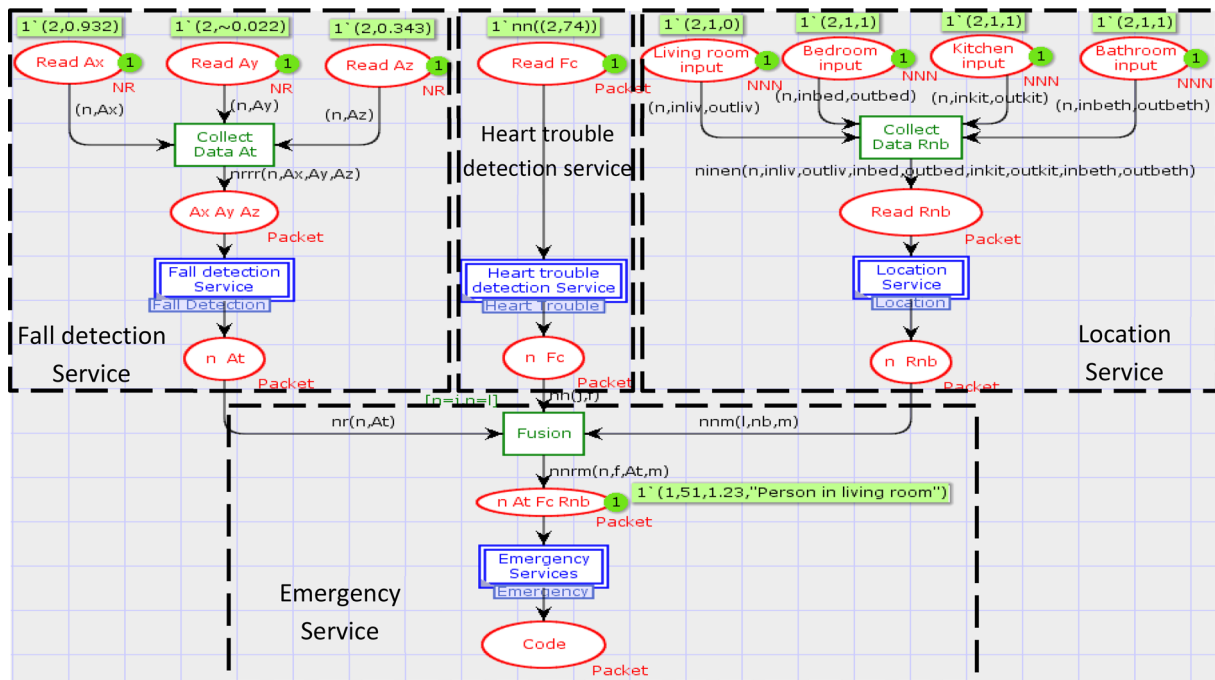 1`(2,0.932)
1`(2,~0.022)
1`(2,0.343)
1`nn((2,74))
1`(2,1,0)
1`(2,1,1)
1`(2,1,1)
1`(2,1,1)
Read Ax
1
NR
Read Ay
1
NR
Read Az
1
NR
Read Fc
1
Packet
Living room
input
1
NNN
Bedroom
input
1
NNN
Kitchen
input
1
NNN
Bathroom
input
1
NNN
(n,Ax)
(n,Ay)
(n,Az)
(n,inliv,outliv)
(n,inbed,outbed)
(n,inkit,outkit)
(n,inbeth,outbeth)
Collect
Data At
Heart trouble
detection service
Collect
Data Rnb
nrrr(n,Ax,Ay,Az)
ninen(n,inliv,outliv,inbed,outbed,inkit,outkit,inbeth,outbeth)
Ax Ay Az
Packet
Read Rnb
Packet
Fall detection
Service
Fall Detection
Heart trouble
detection Service
Heart Trouble
Location
Service
Location
Fall detection
Service
n At
Packet
n Fc
Packet
n Rnb
Packet
Location
Service
[n=j,n=l]
nn(j,f)
nr(n,At)
Fusion
nnm(l,nb,m)
nnrm(n,f,At,m)
n At Fc Rnb
1
Packet
1`(1,51,1.23,"Person in living room")
Emergency
Services
Emergency
Emergency
Service
Code
Packet